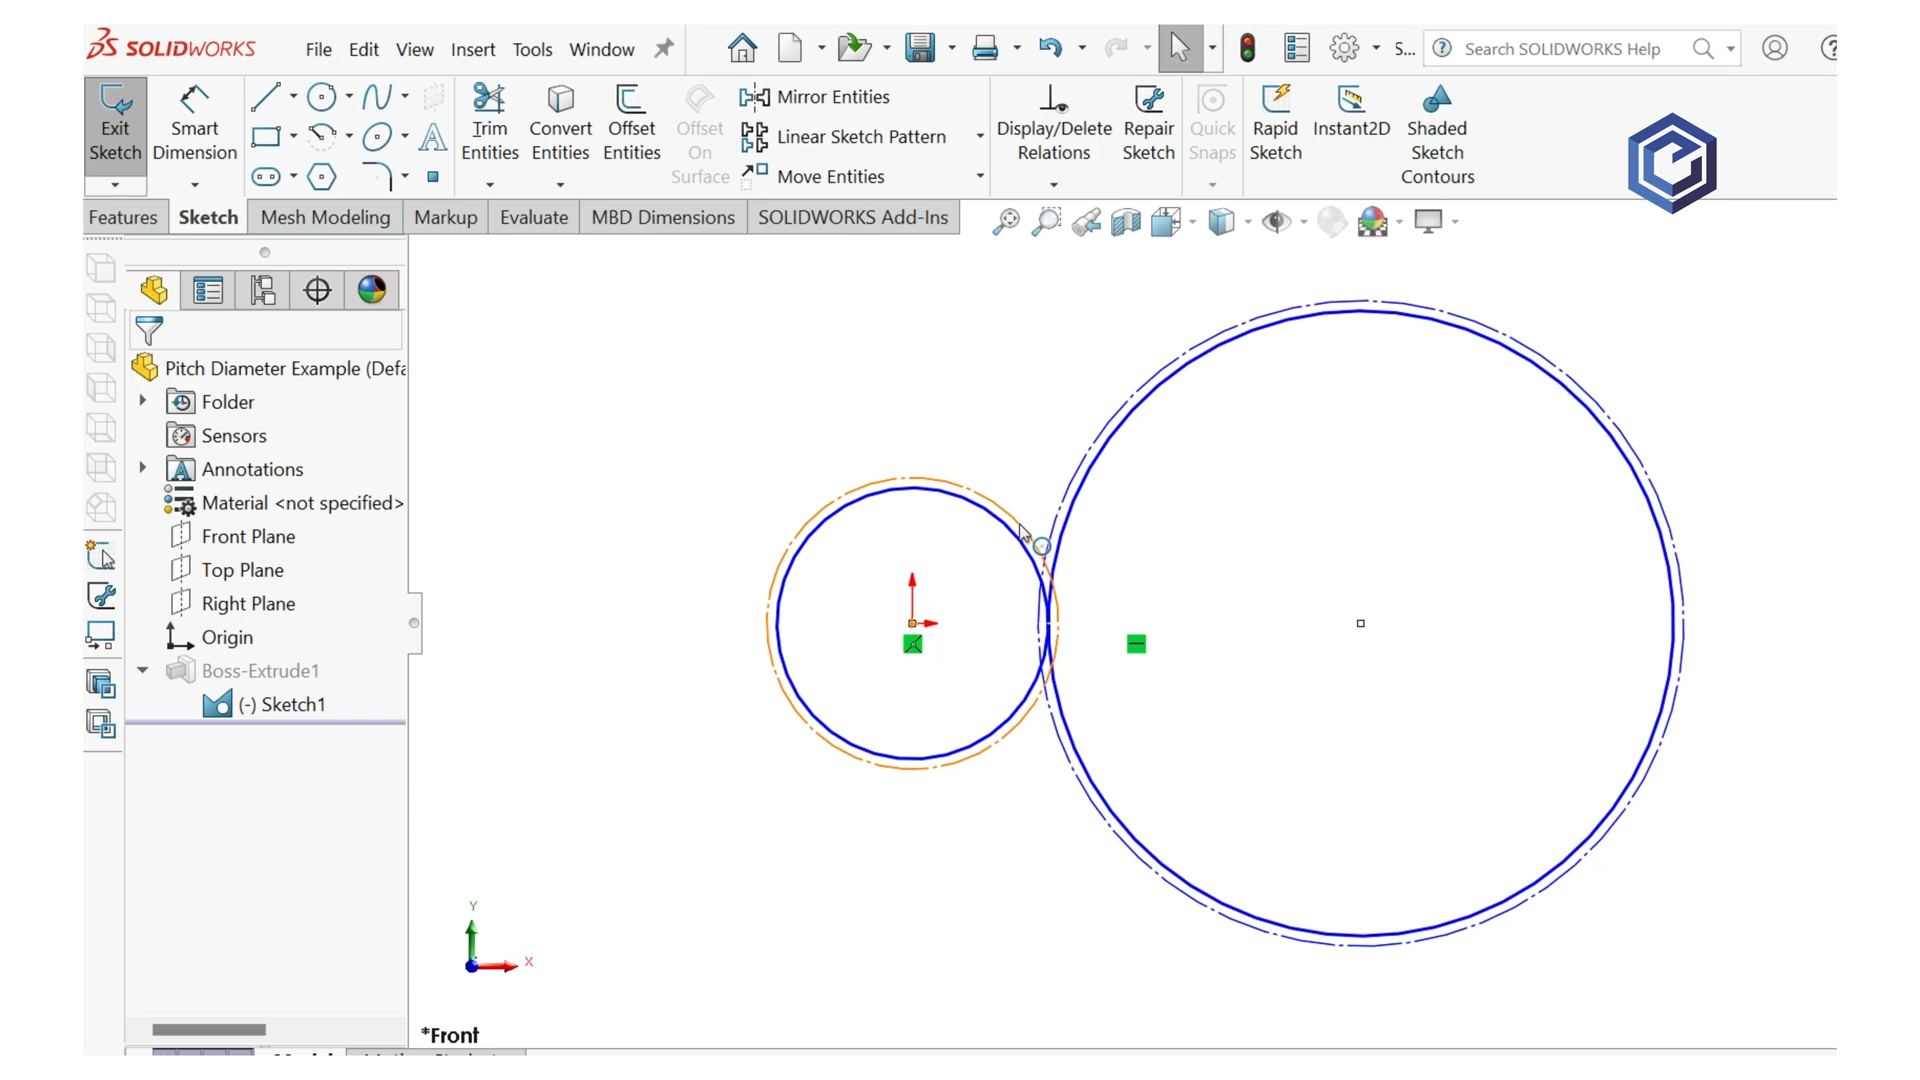 SOLIDWORKS File Edit View Insert Tools Window S... Search SOLIDWORKS Help
Exit Sketch
Smart Dimension
Trim Entities
Convert Entities
Offset Entities
Offset On Surface
Mirror Entities
Linear Sketch Pattern
Move Entities
Display/Delete Relations
Repair Sketch
Quick Snaps
Rapid Sketch
Instant2D
Shaded Sketch Contours
Features Sketch Mesh Modeling Markup Evaluate MBD Dimensions SOLIDWORKS Add-Ins
Pitch Diameter Example (Defa
Folder
Sensors
Annotations
Material <not specified>
Front Plane
Top Plane
Right Plane
Origin
Boss-Extrude1
(-) Sketch1
Y
X
*Front